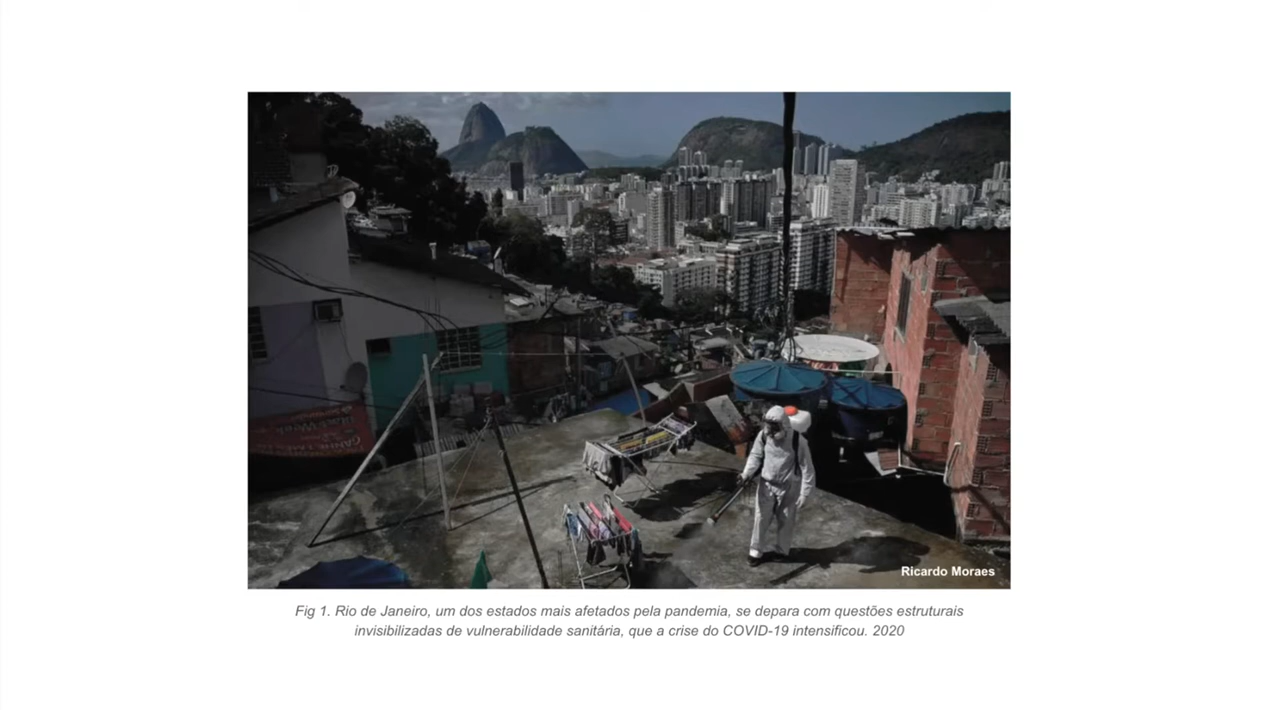 Ricardo Moraes
Fig 1. Rio de Janeiro, um dos estados mais afetados pela pandemia, se depara com questões estruturais
invisibilizadas de vulnerabilidade sanitária, que a crise do COVID-19 intensificou. 2020